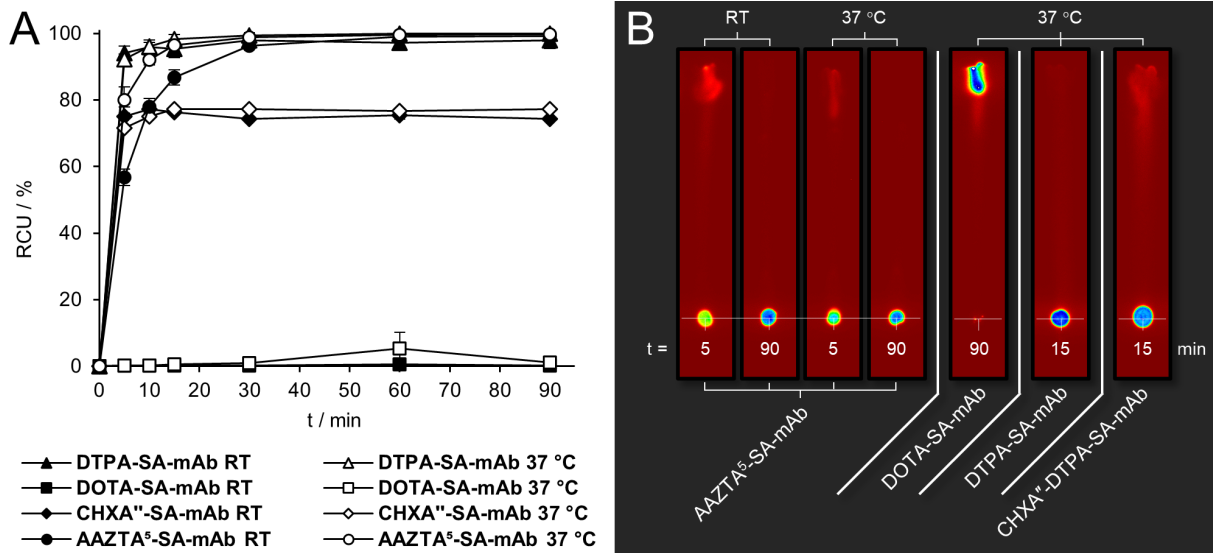 A
RCU / %
100
80
60
40
20
0
0 10 20 30 40 50 60 70 80 90
t / min
DTPA-SA-mAb RT DTPA-SA-mAb 37 °C
DOTA-SA-mAb RT DOTA-SA-mAb 37 °C
CHXA"-SA-mAb RT CHXA"-SA-mAb 37 °C
AAZTA⁵-SA-mAb RT AAZTA⁵-SA-mAb 37 °C
B
RT 37 °C 37 °C
t = 5 90 5 90 90 15 15 min
AAZTA⁵-SA-mAb
DOTA-SA-mAb
DTPA-SA-mAb
CHXA"-DTPA-SA-mAb